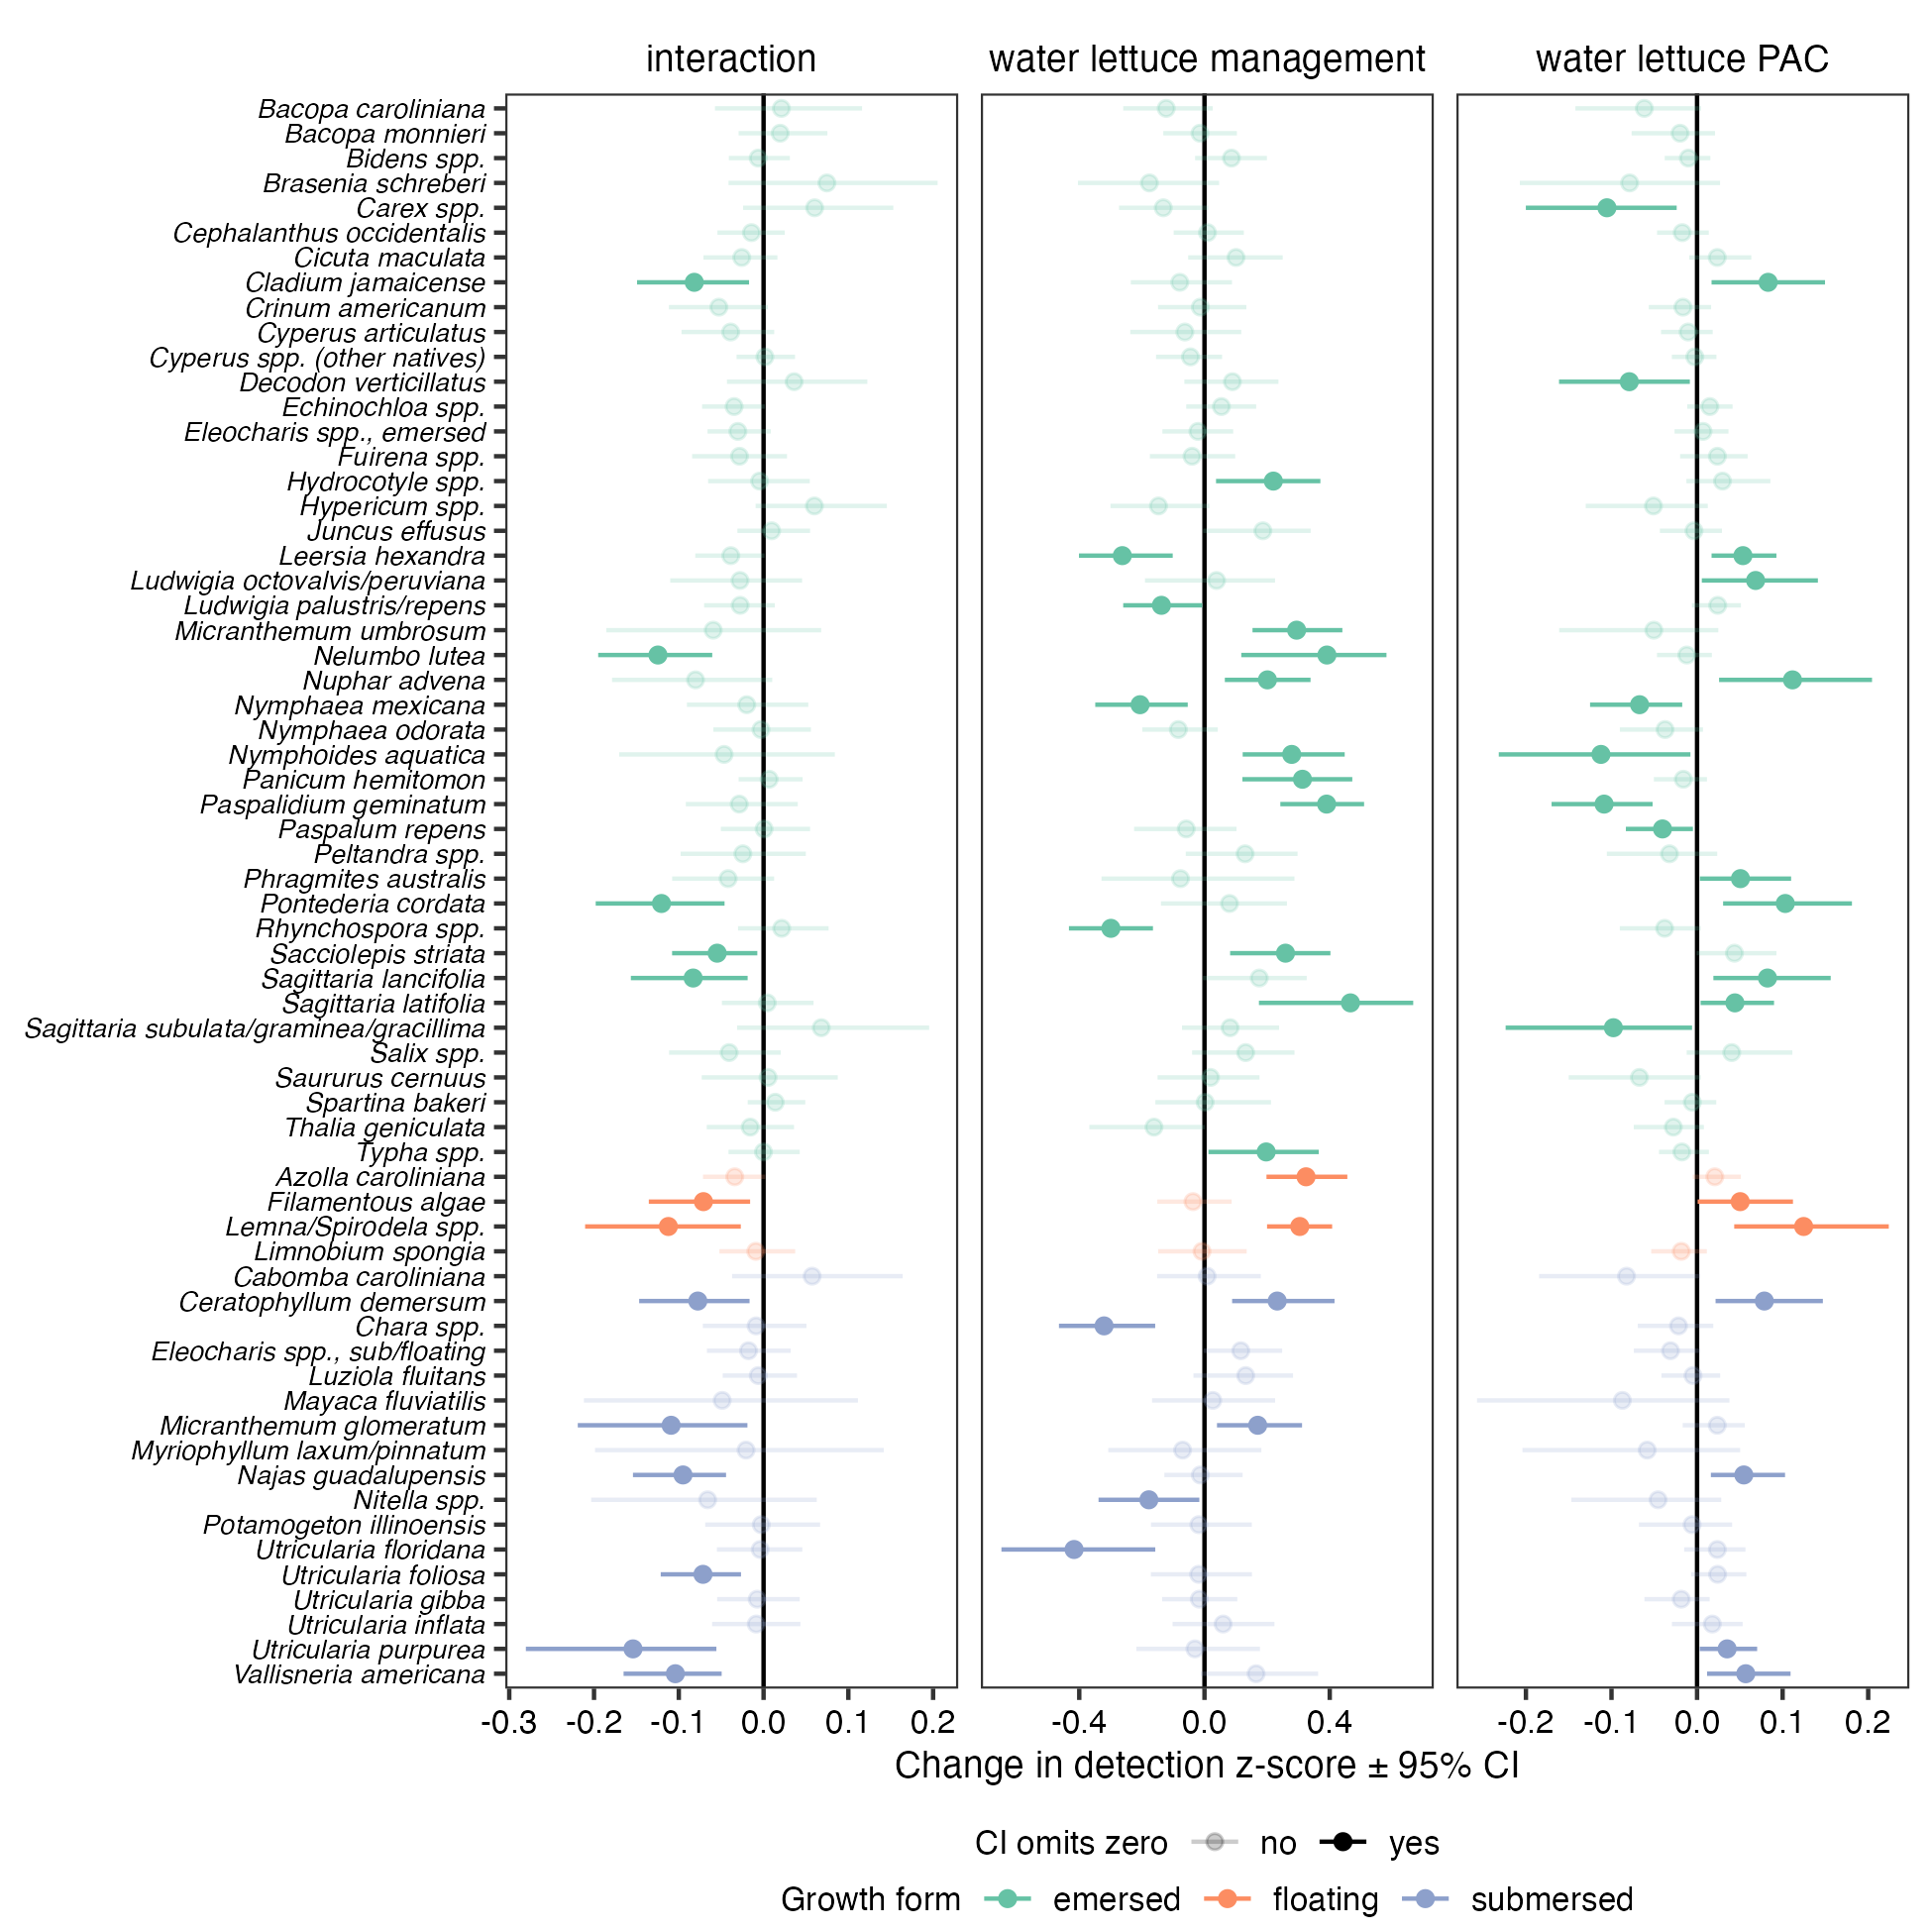 interaction water lettuce management water lettuce PAC
Bacopa caroliniana
Bacopa monnieri
Bidens spp.
Brasenia schreberi
Carex spp.
Cephalanthus occidentalis
Cicuta maculata
Cladium jamaicense
Crinum americanum
Cyperus articulatus
Cyperus spp. (other natives)
Decodon verticillatus
Echinochloa spp.
Eleocharis spp., emersed
Fuirena spp.
Hydrocotyle spp.
Hypericum spp.
Juncus effusus
Leersia hexandra
Ludwigia octovalvis/peruviana
Ludwigia palustris/repens
Micranthemum umbrosum
Nelumbo lutea
Nuphar advena
Nymphaea mexicana
Nymphaea odorata
Nymphoides aquatica
Panicum hemitomon
Paspalidium geminatum
Paspalum repens
Peltandra spp.
Phragmites australis
Pontederia cordata
Rhynchospora spp.
Sacciolepis striata
Sagittaria lancifolia
Sagittaria latifolia
Sagittaria subulata/graminea/gracillima
Salix spp.
Saururus cernuus
Spartina bakeri
Thalia geniculata
Typha spp.
Azolla caroliniana
Filamentous algae
Lemna/Spirodela spp.
Limnobium spongia
Cabomba caroliniana
Ceratophyllum demersum
Chara spp.
Eleocharis spp., sub/floating
Luziola fluitans
Mayaca fluviatilis
Micranthemum glomeratum
Myriophyllum laxum/pinnatum
Najas guadalupensis
Nitella spp.
Potamogeton illinoensis
Utricularia floridana
Utricularia foliosa
Utricularia gibba
Utricularia inflata
Utricularia purpurea
Vallisneria americana
-0.3 -0.2 -0.1 0.0 0.1 0.2 -0.4 0.0 0.4 -0.2 -0.1 0.0 0.1 0.2
Change in detection z-score ± 95% CI
CI omits zero no yes
Growth form emersed floating submersed